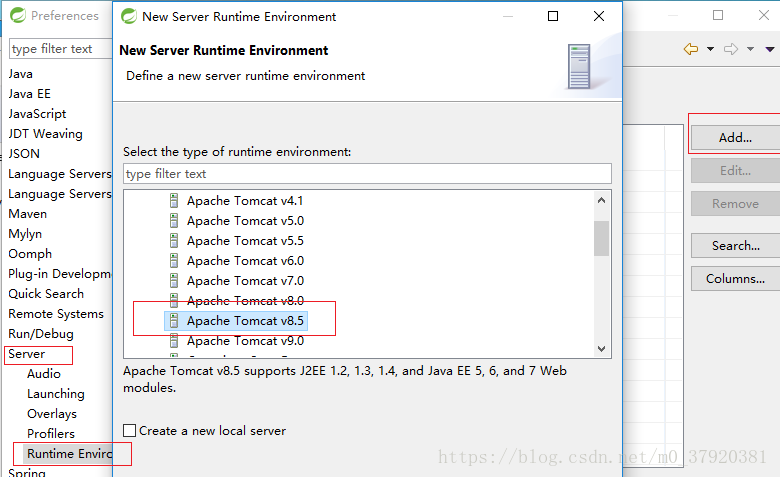 Preferences
type filter text
Java
Java EE
JavaScript
JDT Weaving
JSON
Language Servers
Language Servers
Maven
Mylyn
Oomph
Plug-in Developm
Quick Search
Remote Systems
Run/Debug
Server
Audio
Launching
Overlays
Profilers
Runtime Enviro
Spring
New Server Runtime Environment
New Server Runtime Environment
Define a new server runtime environment
Select the type of runtime environment:
type filter text
Apache Tomcat v4.1
Apache Tomcat v5.0
Apache Tomcat v5.5
Apache Tomcat v6.0
Apache Tomcat v7.0
Apache Tomcat v8.0
Apache Tomcat v8.5
Apache Tomcat v9.0
Apache Tomcat v8.5 supports J2EE 1.2, 1.3, 1.4, and Java EE 5, 6, and 7 Web
modules.
Create a new local server
Add...
Edit...
Remove
Search...
Columns...
https://blog.csdn.net/m0_37920381